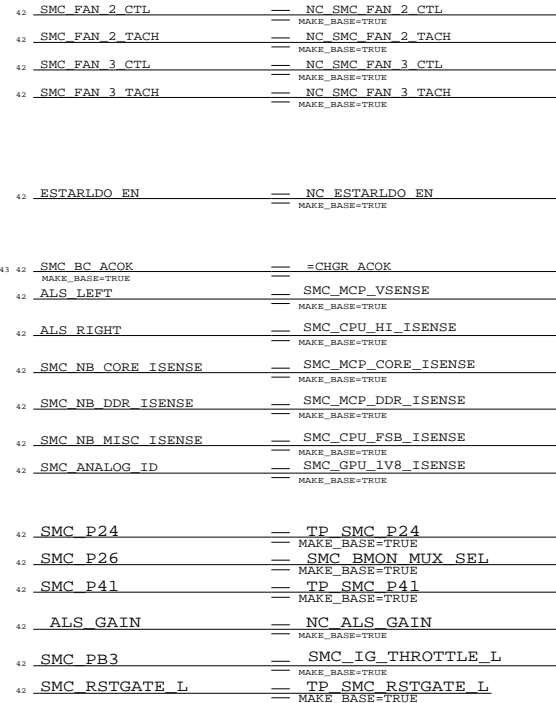 42 SMC_FAN_2_CTL NC_SMC_FAN_2_CTL
MAKE_BASE=TRUE
42 SMC_FAN_2_TACH NC_SMC_FAN_2_TACH
MAKE_BASE=TRUE
42 SMC_FAN_3_CTL NC_SMC_FAN_3_CTL
MAKE_BASE=TRUE
42 SMC_FAN_3_TACH NC_SMC_FAN_3_TACH
MAKE_BASE=TRUE
42 ESTARLDO_EN NC_ESTARLDO_EN
MAKE_BASE=TRUE
43 42 SMC_BC_ACOK =CHGR_ACOK
MAKE_BASE=TRUE
42 ALS_LEFT SMC_MCP_VSENSE
MAKE_BASE=TRUE
42 ALS_RIGHT SMC_CPU_HI_ISENSE
MAKE_BASE=TRUE
42 SMC_NB_CORE_ISENSE SMC_MCP_CORE_ISENSE
MAKE_BASE=TRUE
42 SMC_NB_DDR_ISENSE SMC_MCP_DDR_ISENSE
MAKE_BASE=TRUE
42 SMC_NB_MISC_ISENSE SMC_CPU_FSB_ISENSE
MAKE_BASE=TRUE
42 SMC_ANALOG_ID SMC_GPU_1V8_ISENSE
MAKE_BASE=TRUE
42 SMC_P24 TP_SMC_P24
MAKE_BASE=TRUE
42 SMC_P26 SMC_BMON_MUX_SEL
MAKE_BASE=TRUE
42 SMC_P41 TP_SMC_P41
MAKE_BASE=TRUE
42 ALS_GAIN NC_ALS_GAIN
MAKE_BASE=TRUE
42 SMC_PB3 SMC_IG_THROTTLE_L
MAKE_BASE=TRUE
42 SMC_RSTGATE_L TP_SMC_RSTGATE_L
MAKE_BASE=TRUE